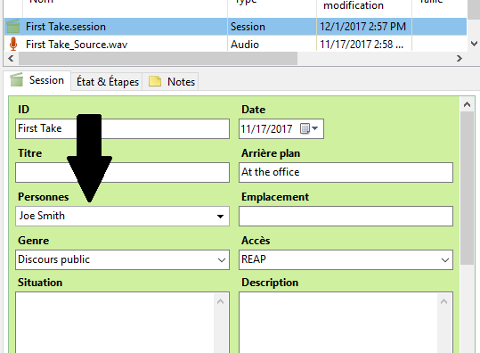 Nom Type modification Taille
First Take.session Session 12/1/2017 2:57 PM
First Take_Source.wav Audio 11/17/2017 2:58 ...
Session État & Étapes Notes
ID Date
First Take 11/17/2017
Titre Arrière plan
At the office
Personnes Emplacement
Joe Smith
Genre Accès
Discours public REAP
Situation Description